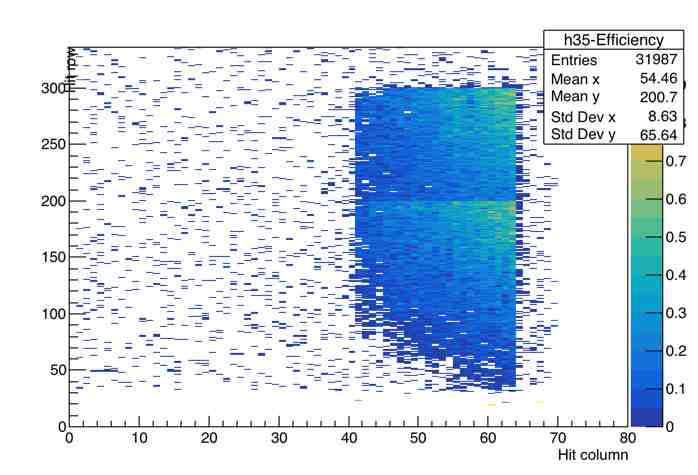 h35-Efficiency
Entries 31987
Mean x 54.46
Mean y 200.7
Std Dev x 8.63
Std Dev y 65.64
300
250
200
150
100
50
0
0 10 20 30 40 50 60 70 80
Hit column
0.7
0.6
0.5
0.4
0.3
0.2
0.1
0